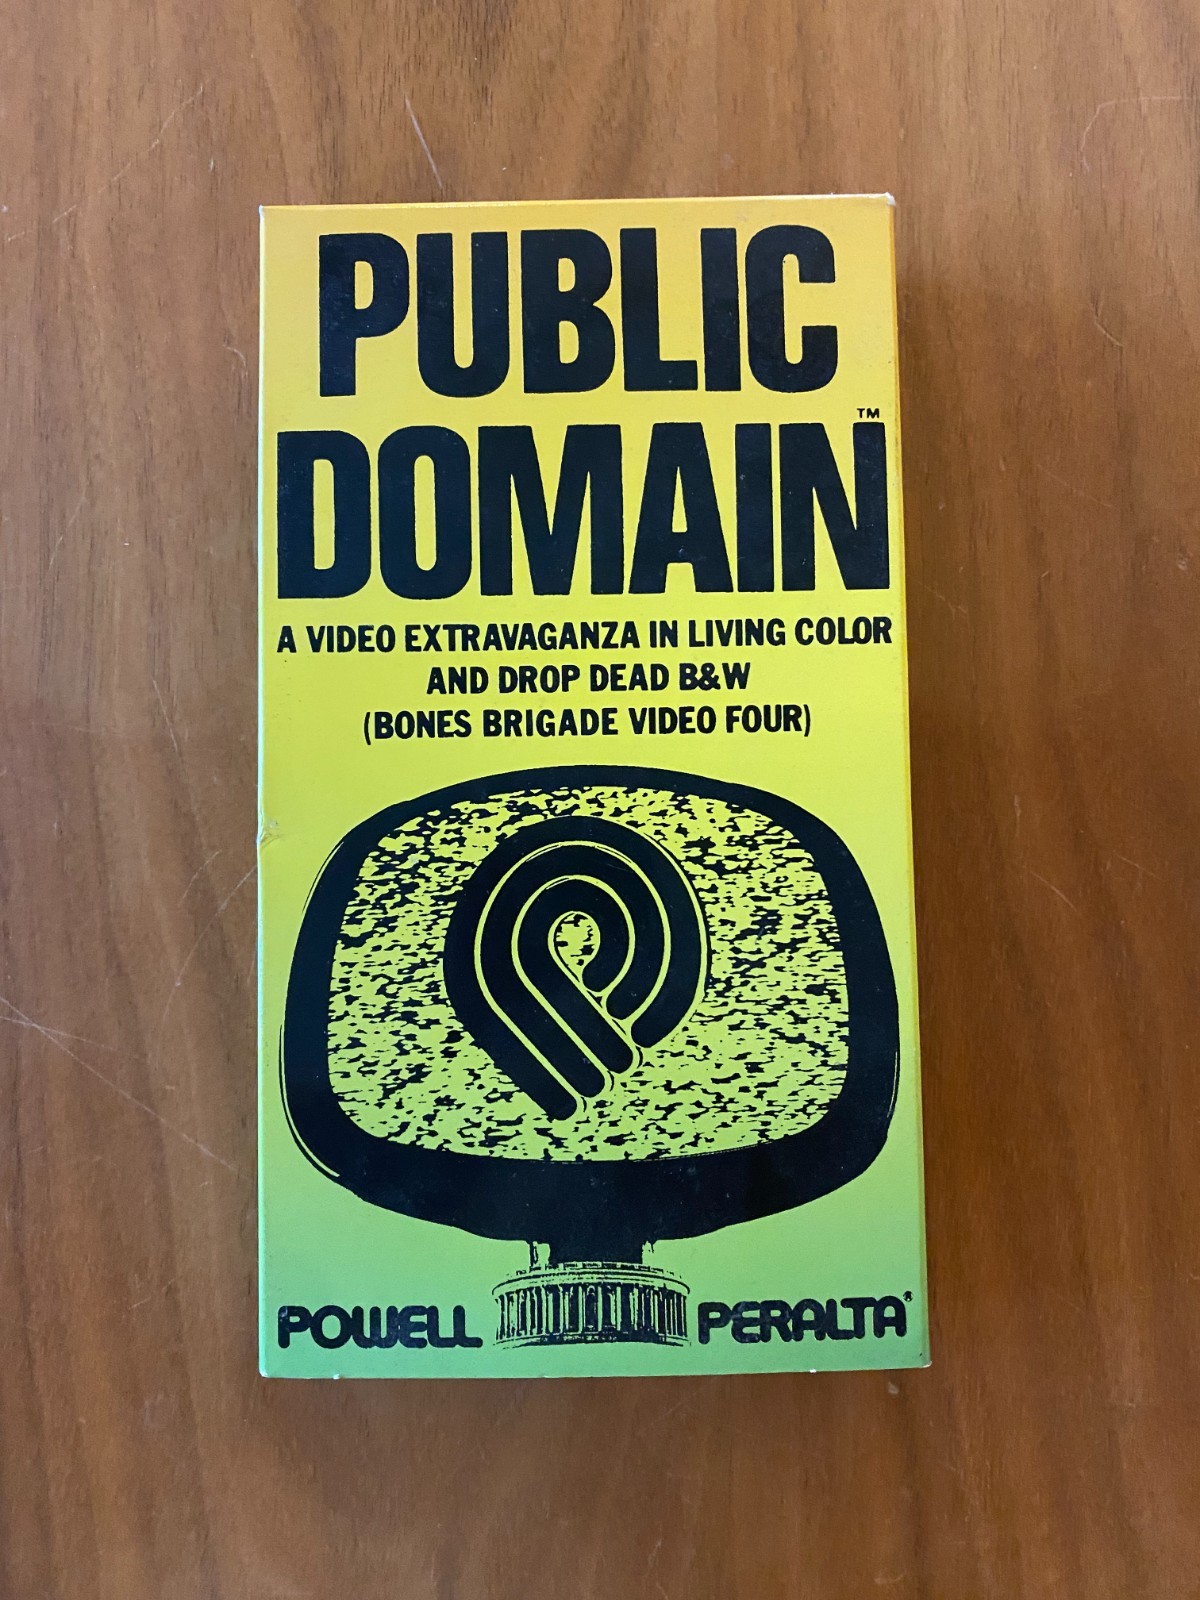 PUBLIC
DOMAIN™
A VIDEO EXTRAVAGANZA IN LIVING COLOR
AND DROP DEAD B&W
(BONES BRIGADE VIDEO FOUR)
POWELL PERALTA®